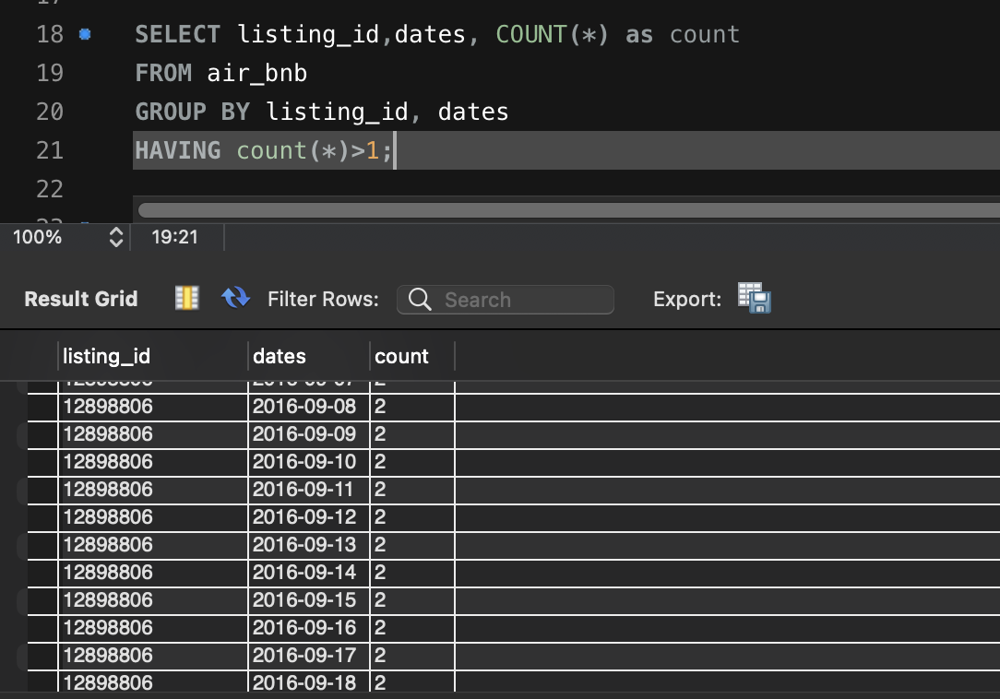 18 SELECT listing_id,dates, COUNT(*) as count
19 FROM air_bnb
20 GROUP BY listing_id, dates
21 HAVING count(*)>1;
22
100% 19:21
Result Grid Filter Rows: Search Export:
listing_id dates count
12898806 2016-09-07 2
12898806 2016-09-08 2
12898806 2016-09-09 2
12898806 2016-09-10 2
12898806 2016-09-11 2
12898806 2016-09-12 2
12898806 2016-09-13 2
12898806 2016-09-14 2
12898806 2016-09-15 2
12898806 2016-09-16 2
12898806 2016-09-17 2
12898806 2016-09-18 2